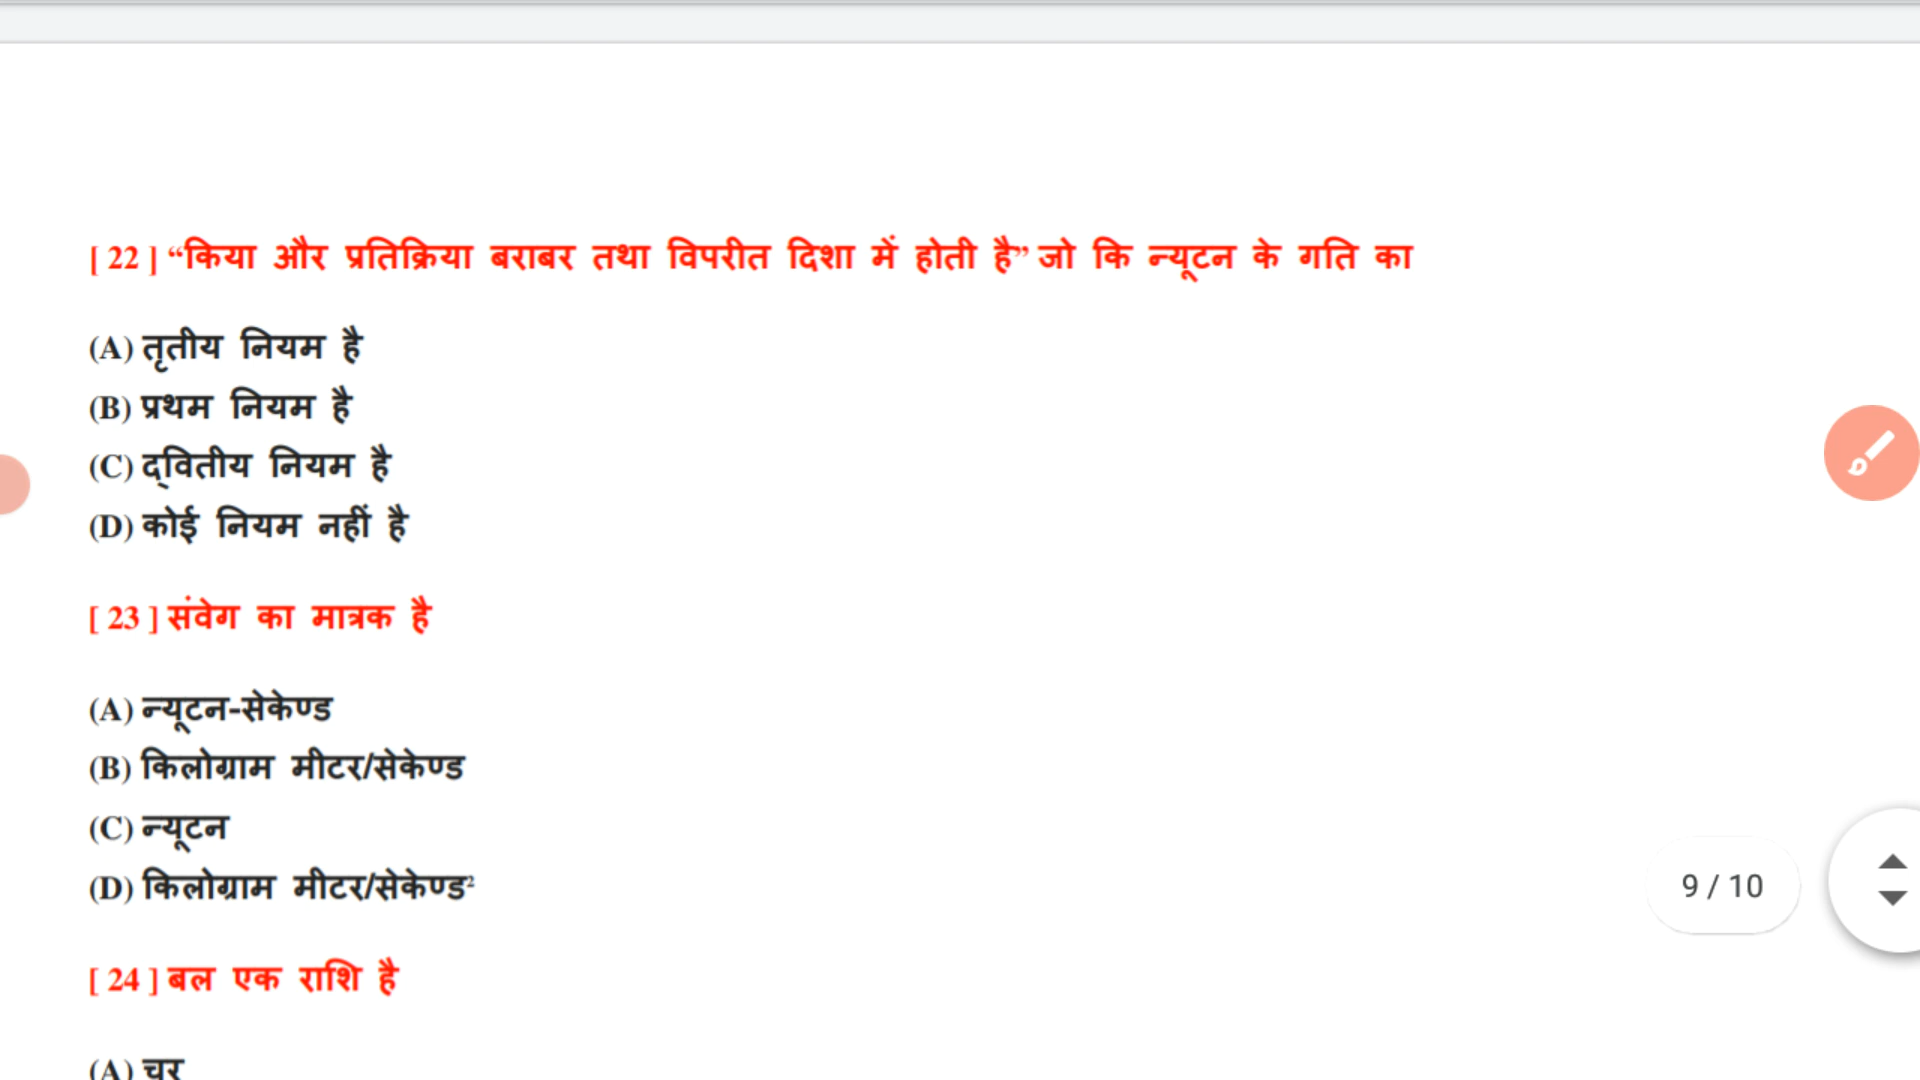 [ 22 ] “किया और प्रतिक्रिया बराबर तथा विपरीत दिशा में होती है” जो कि न्यूटन के गति का
(A) तृतीय नियम है
(B) प्रथम नियम है
(C) द्वितीय नियम है
(D) कोई नियम नहीं है
[ 23 ] संवेग का मात्रक है
(A) न्यूटन-सेकेण्ड
(B) किलोग्राम मीटर/सेकेण्ड
(C) न्यूटन
(D) किलोग्राम मीटर/सेकेण्ड²
9 / 10
[ 24 ] बल एक राशि है
(A) चर